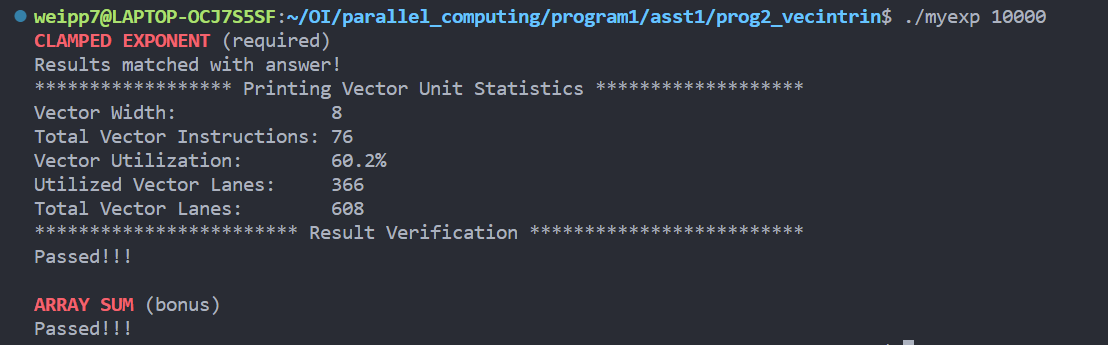 weipp7@LAPTOP-OCJ7S5SF:~/OI/parallel_computing/program1/asst1/prog2_vecintrin$ ./myexp 10000
CLAMPED EXPONENT (required)
Results matched with answer!
****************** Printing Vector Unit Statistics *******************
Vector Width:              8
Total Vector Instructions: 76
Vector Utilization:        60.2%
Utilized Vector Lanes:     366
Total Vector Lanes:        608
************************ Result Verification *************************
Passed!!!
ARRAY SUM (bonus)
Passed!!!